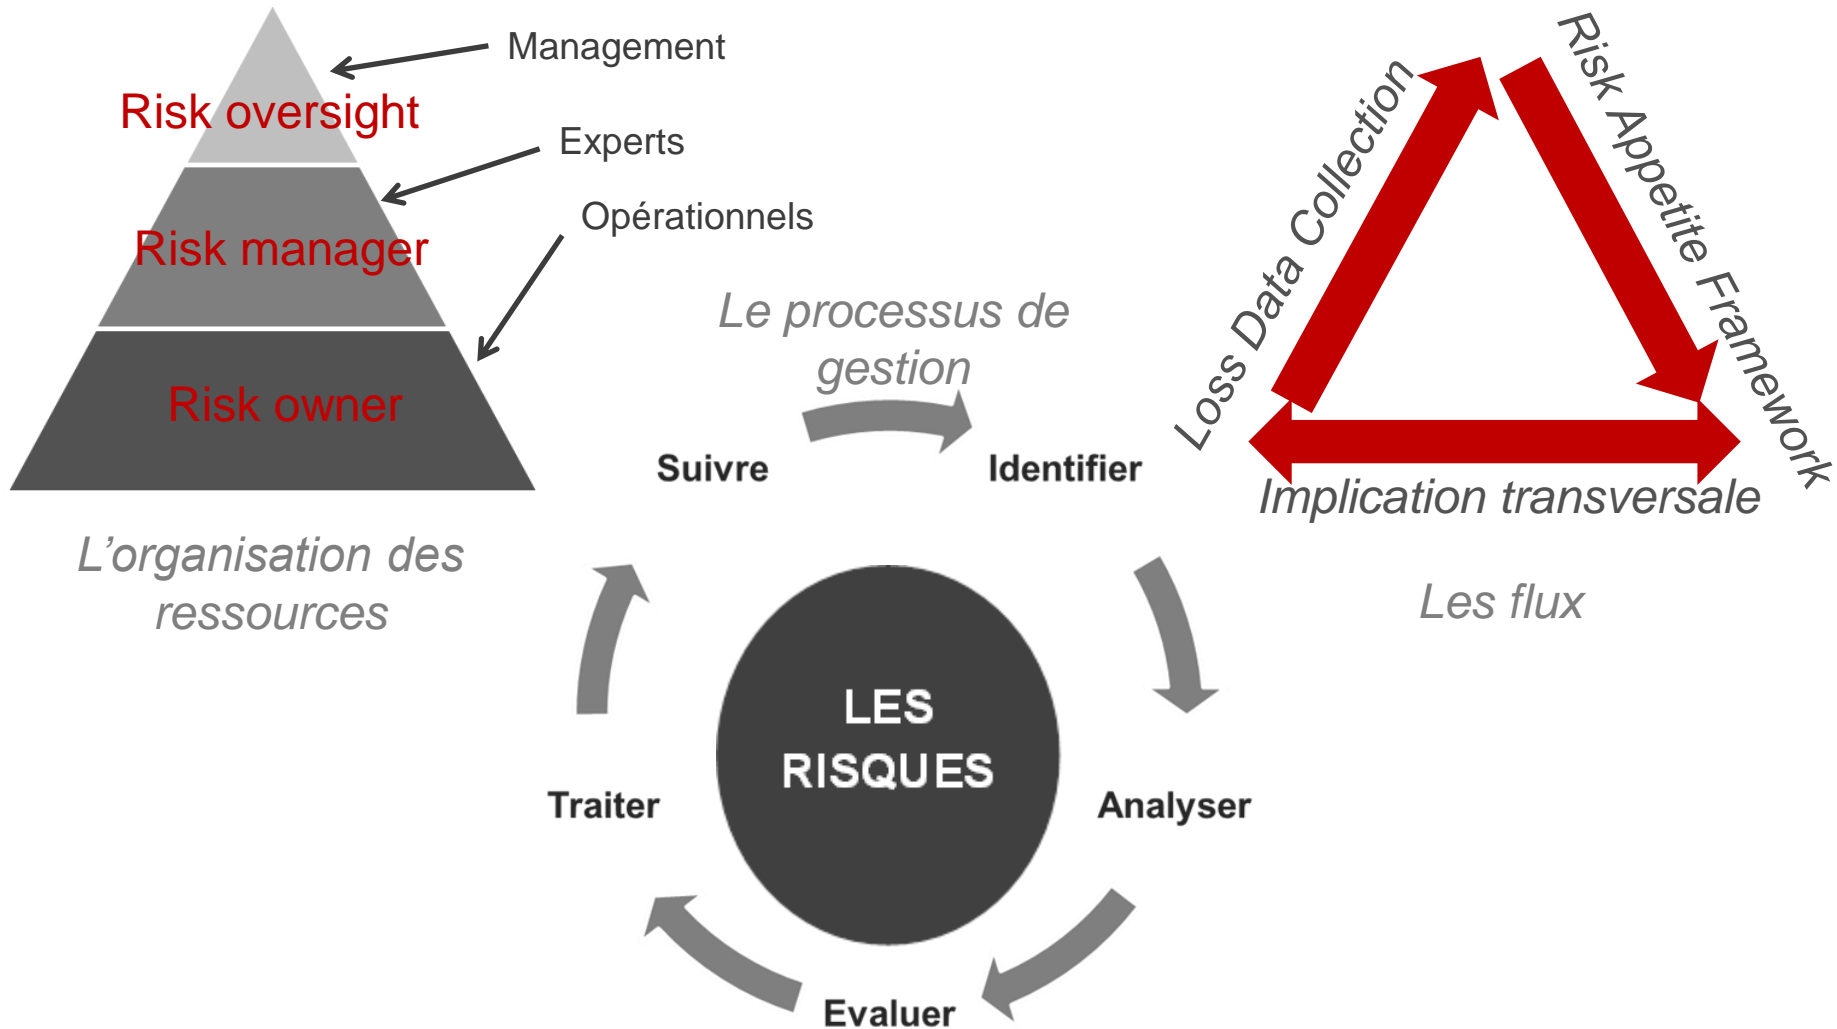 Management
Risk oversight
Experts
Opérationnels
Risk manager
Risk owner
L’organisation des
ressources
Le processus de
gestion
Suivre
Identifier
Analyser
Evaluer
Traiter
LES
RISQUES
Loss Data Collection
Risk Appetite Framework
Implication transversale
Les flux